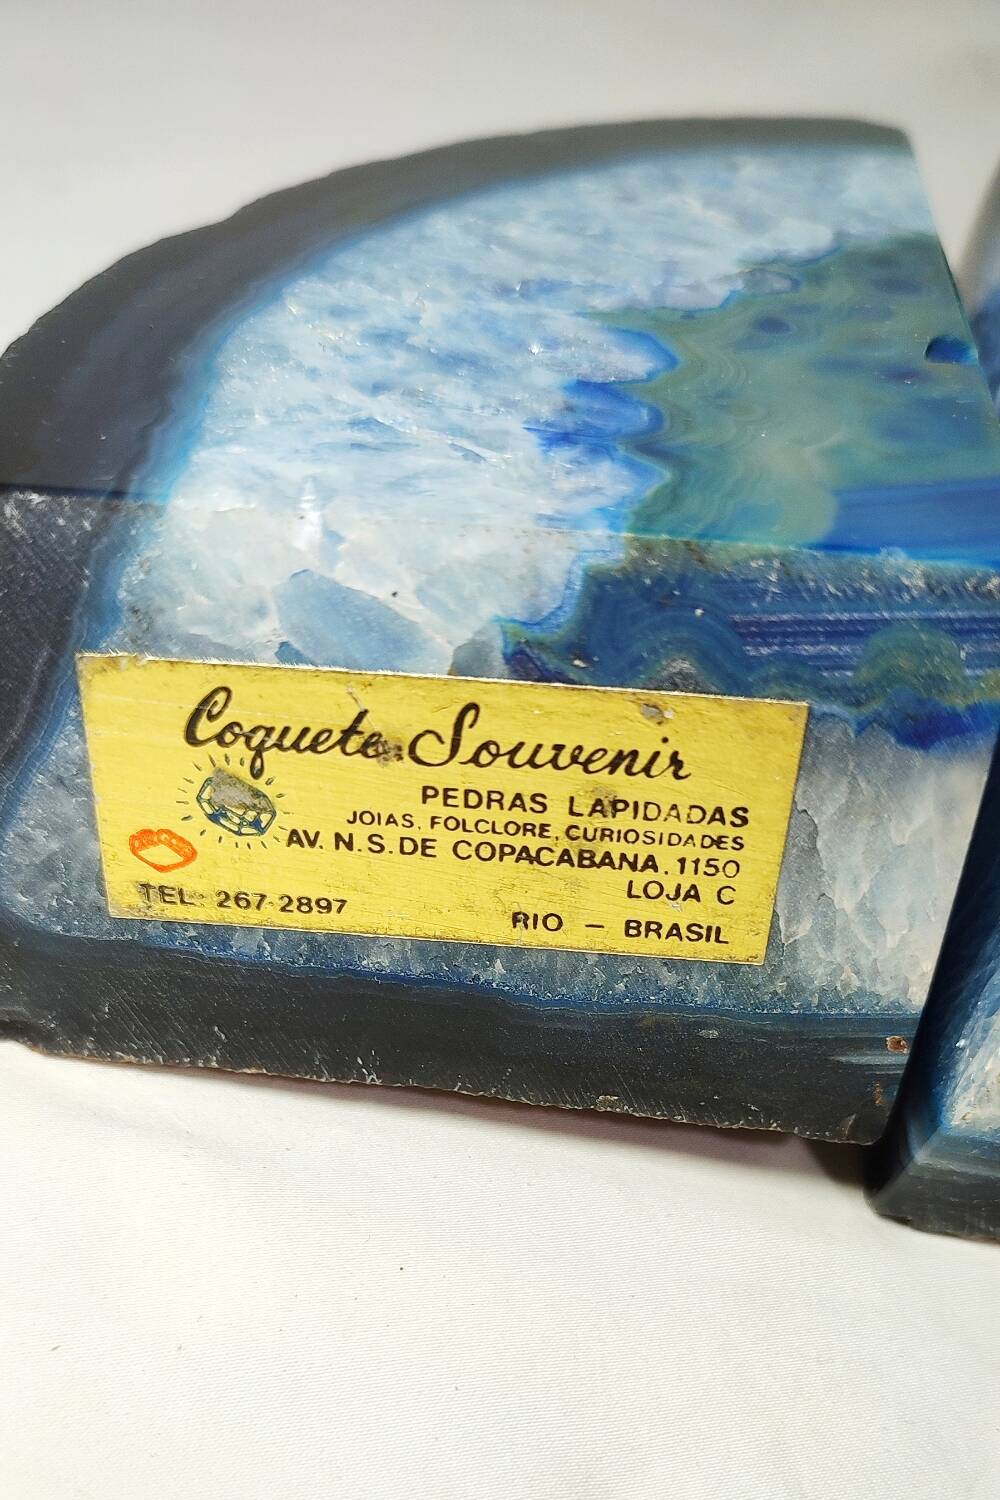 Coquete Souvenir
PEDRAS LAPIDADAS
JOIAS, FOLCLORE, CURIOSIDADES
AV. N. S. DE COPACABANA. 1150
LOJA C
TEL: 267-2897
RIO — BRASIL